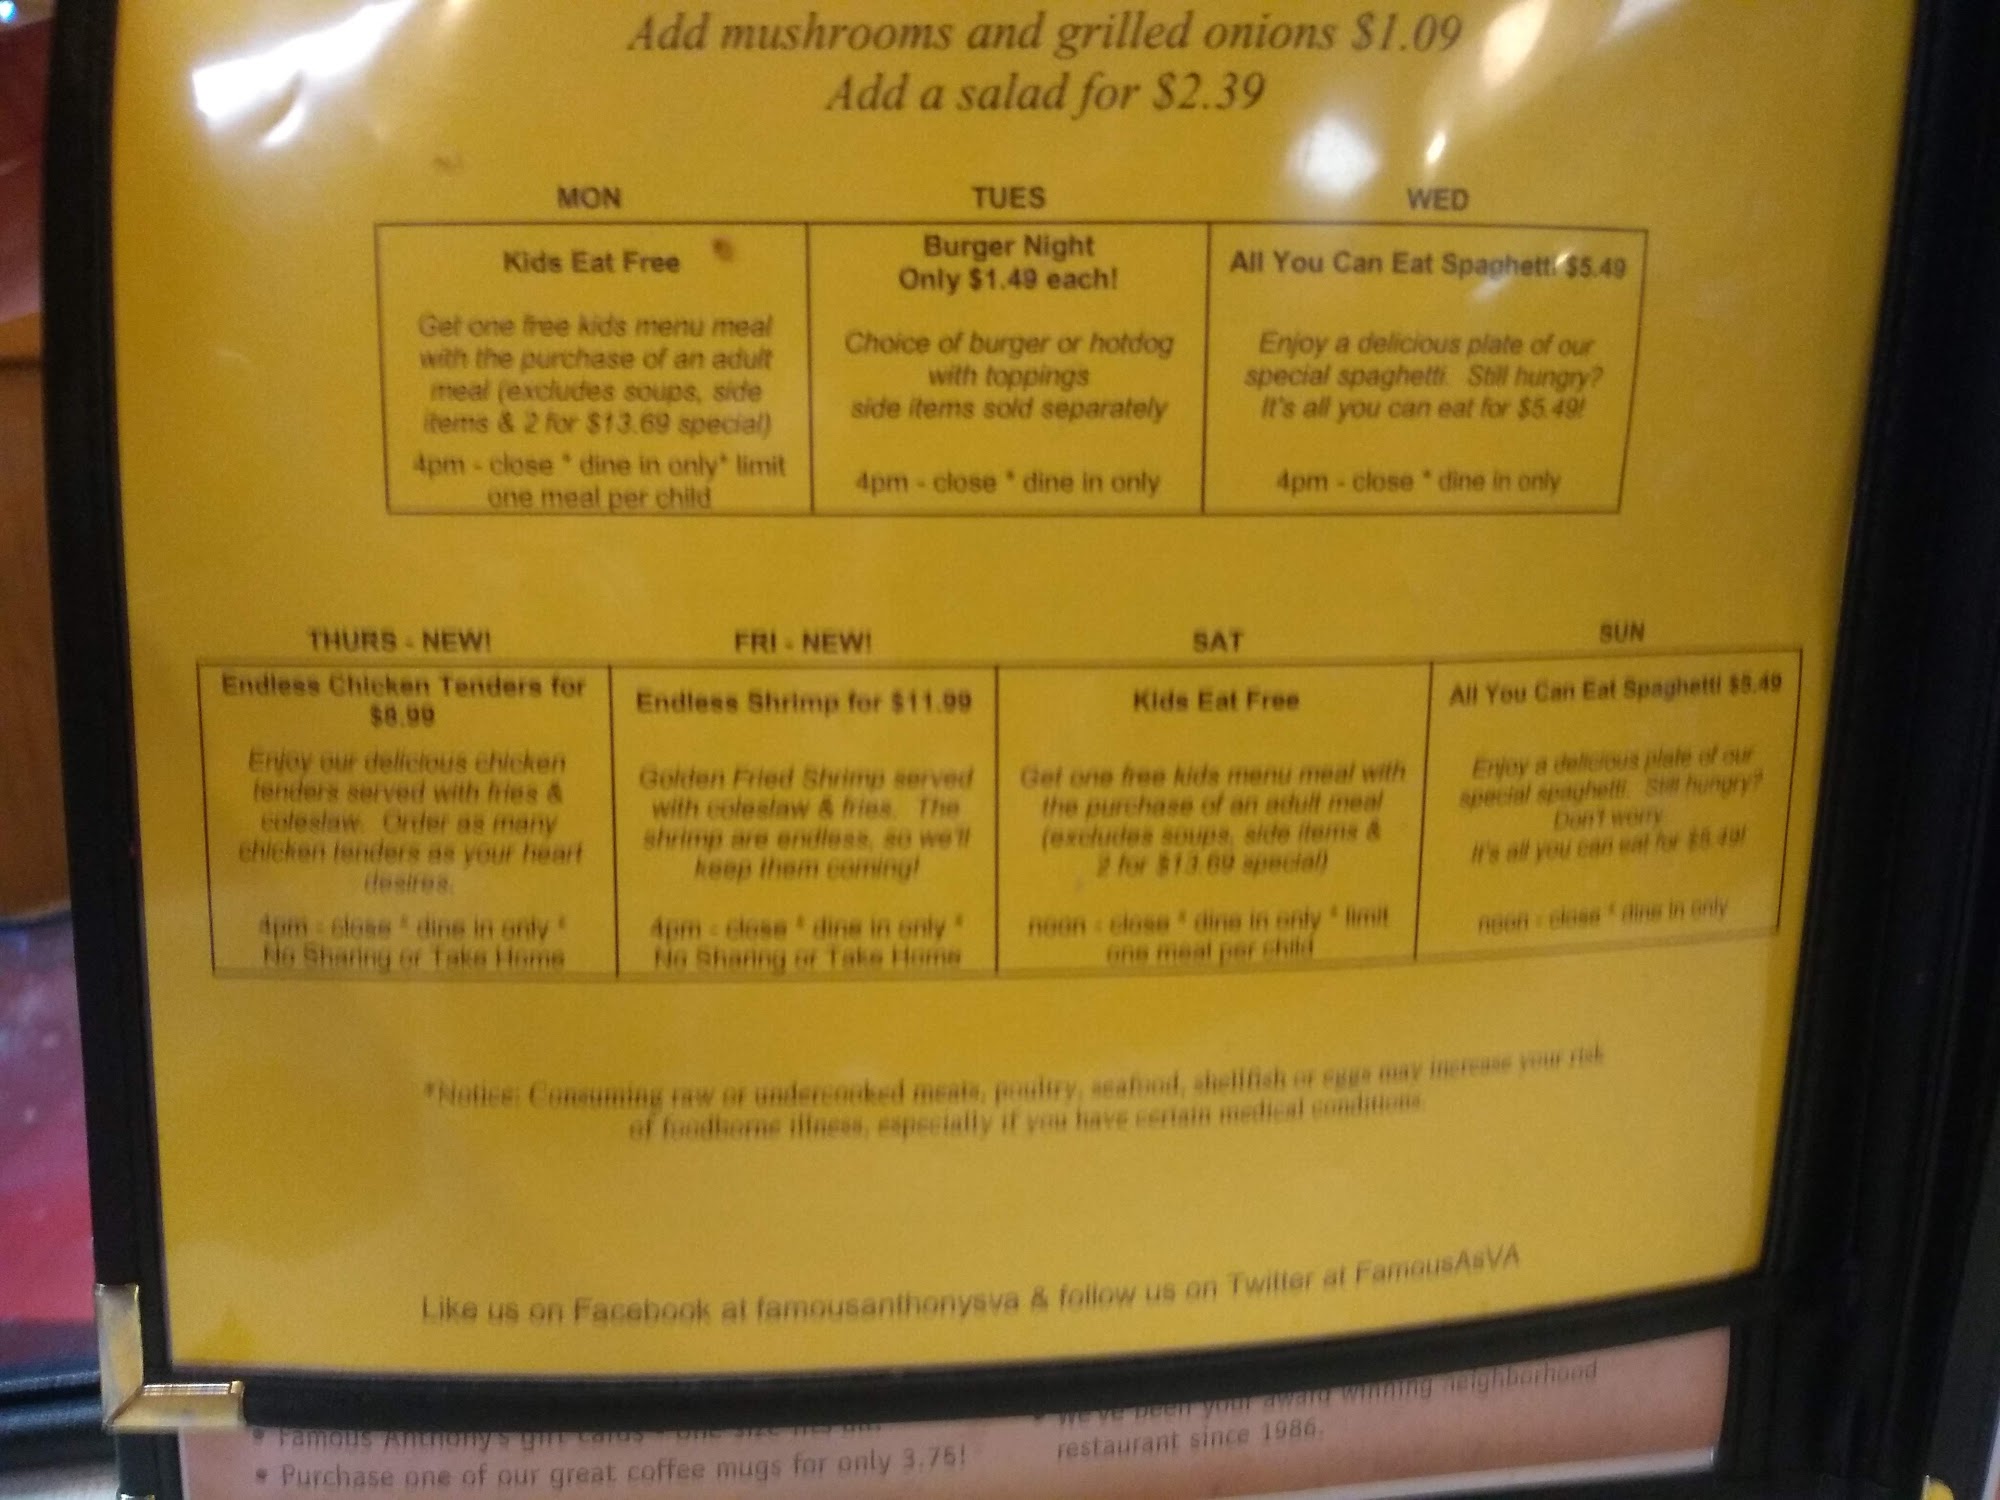 Add mushrooms and grilled onions $1.09
Add a salad for $2.39
MON
Kids Eat Free
Get one free kids menu meal
with the purchase of an adult
meal (excludes soups, side
items & 2 for $13.69 special)
4pm - close * dine in only* limit
one meal per child
TUES
Burger Night
Only $1.49 each!
Choice of burger or hotdog
with toppings
side items sold separately
4pm - close * dine in only
WED
All You Can Eat Spaghetti $5.49
Enjoy a delicious plate of our
special spaghetti. Still hungry?
It's all you can eat for $5.49!
4pm - close * dine in only
THURS - NEW!
Endless Chicken Tenders for
$8.99
Enjoy our delicious chicken
tenders served with fries &
coleslaw. Order as many
chicken tenders as your heart
desires.
4pm - close * dine in only *
No Sharing or Take Home
FRI - NEW!
Endless Shrimp for $11.99
Golden Fried Shrimp served
with coleslaw & fries. The
shrimp are endless, so we'll
keep them coming!
4pm - close * dine in only *
No Sharing or Take Home
SAT
Kids Eat Free
Get one free kids menu meal with
the purchase of an adult meal
(excludes soups, side items &
2 for $13.69 special)
noon - close * dine in only * limit
one meal per child
SUN
All You Can Eat Spaghetti $5.49
Enjoy a delicious plate of our
special spaghetti. Still hungry?
Don't worry.
It's all you can eat for $5.49!
noon - close * dine in only
*Notice: Consuming raw or undercooked meats, poultry, seafood, shellfish or eggs may increase your risk
of foodborne illness, especially if you have certain medical conditions.
Like us on Facebook at famousanthonysva & follow us on Twitter at FamousAsVA
• Famous Anthony's gift cards - one size fits all!
• Purchase one of our great coffee mugs for only 3.75!
• We've been your award winning neighborhood
restaurant since 1986.